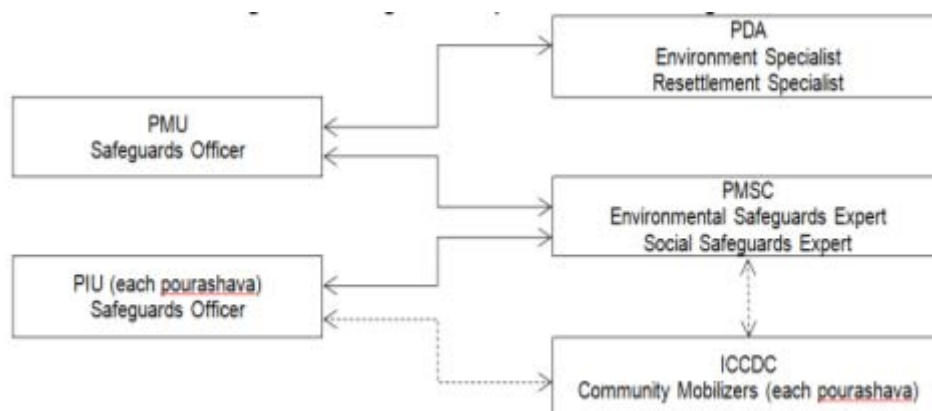 PDA
Environment Specialist
Resettlement Specialist
PMU
Safeguards Officer
PMSC
Environmental Safeguards Expert
Social Safeguards Expert
PIU (each pourashava)
Safeguards Officer
ICCDC
Community Mobilizers (each pourashava)